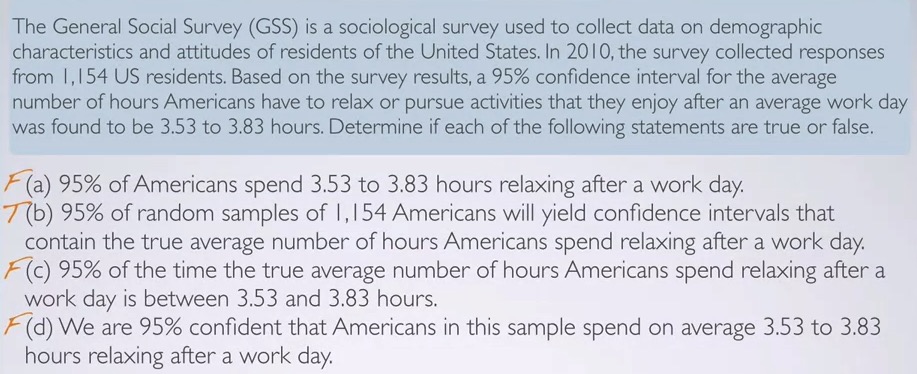 The General Social Survey (GSS) is a sociological survey used to collect data on demographic
characteristics and attitudes of residents of the United States. In 2010, the survey collected responses
from 1,154 US residents. Based on the survey results, a 95% confidence interval for the average
number of hours Americans have to relax or pursue activities that they enjoy after an average work day
was found to be 3.53 to 3.83 hours. Determine if each of the following statements are true or false.
F (a) 95% of Americans spend 3.53 to 3.83 hours relaxing after a work day.
T (b) 95% of random samples of 1,154 Americans will yield confidence intervals that
contain the true average number of hours Americans spend relaxing after a work day.
F (c) 95% of the time the true average number of hours Americans spend relaxing after a
work day is between 3.53 and 3.83 hours.
F (d) We are 95% confident that Americans in this sample spend on average 3.53 to 3.83
hours relaxing after a work day.